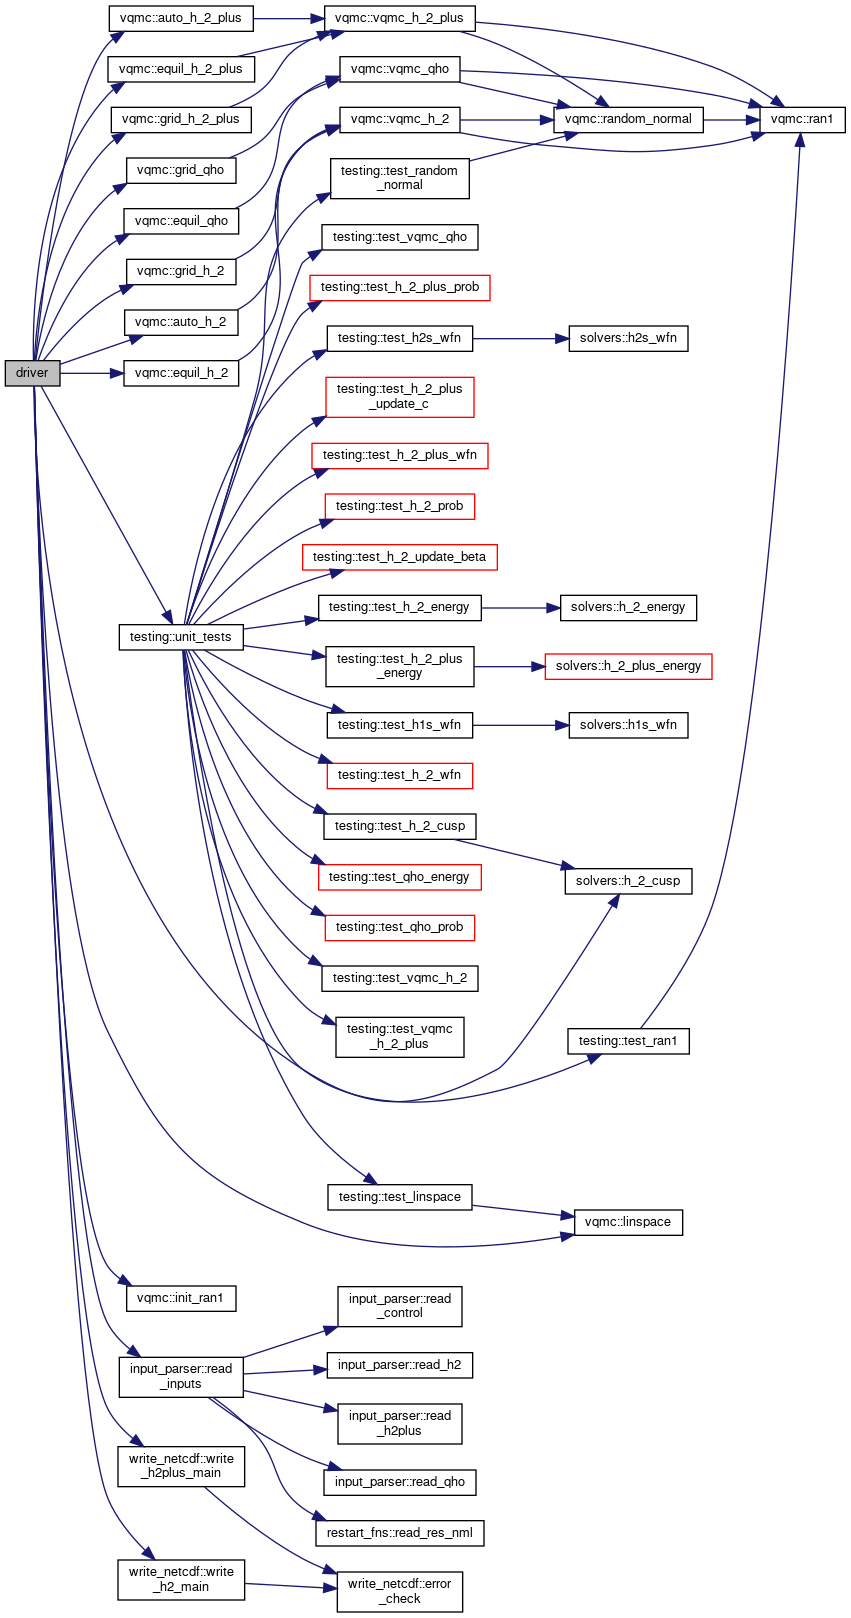 vqmc::auto_h_2_plus
vqmc::vqmc_h_2_plus
vqmc::equil_h_2_plus
vqmc::vqmc_qho
vqmc::grid_h_2_plus
vqmc::vqmc_h_2
vqmc::random_normal
vqmc::ran1
vqmc::grid_qho
testing::test_random
_normal
vqmc::equil_qho
testing::test_vqmc_qho
vqmc::grid_h_2
testing::test_h_2_plus_prob
vqmc::auto_h_2
testing::test_h2s_wfn
solvers::h2s_wfn
driver
vqmc::equil_h_2
testing::test_h_2_plus
_update_c
testing::test_h_2_plus_wfn
testing::test_h_2_prob
testing::test_h_2_update_beta
testing::test_h_2_energy
solvers::h_2_energy
testing::unit_tests
testing::test_h_2_plus
_energy
solvers::h_2_plus_energy
testing::test_h1s_wfn
solvers::h1s_wfn
testing::test_h_2_wfn
testing::test_h_2_cusp
testing::test_qho_energy
solvers::h_2_cusp
testing::test_qho_prob
testing::test_vqmc_h_2
testing::test_vqmc
_h_2_plus
testing::test_ran1
testing::test_linspace
vqmc::linspace
vqmc::init_ran1
input_parser::read
_control
input_parser::read
_inputs
input_parser::read_h2
input_parser::read
_h2plus
write_netcdf::write
_h2plus_main
input_parser::read_qho
restart_fns::read_res_nml
write_netcdf::write
_h2_main
write_netcdf::error
_check